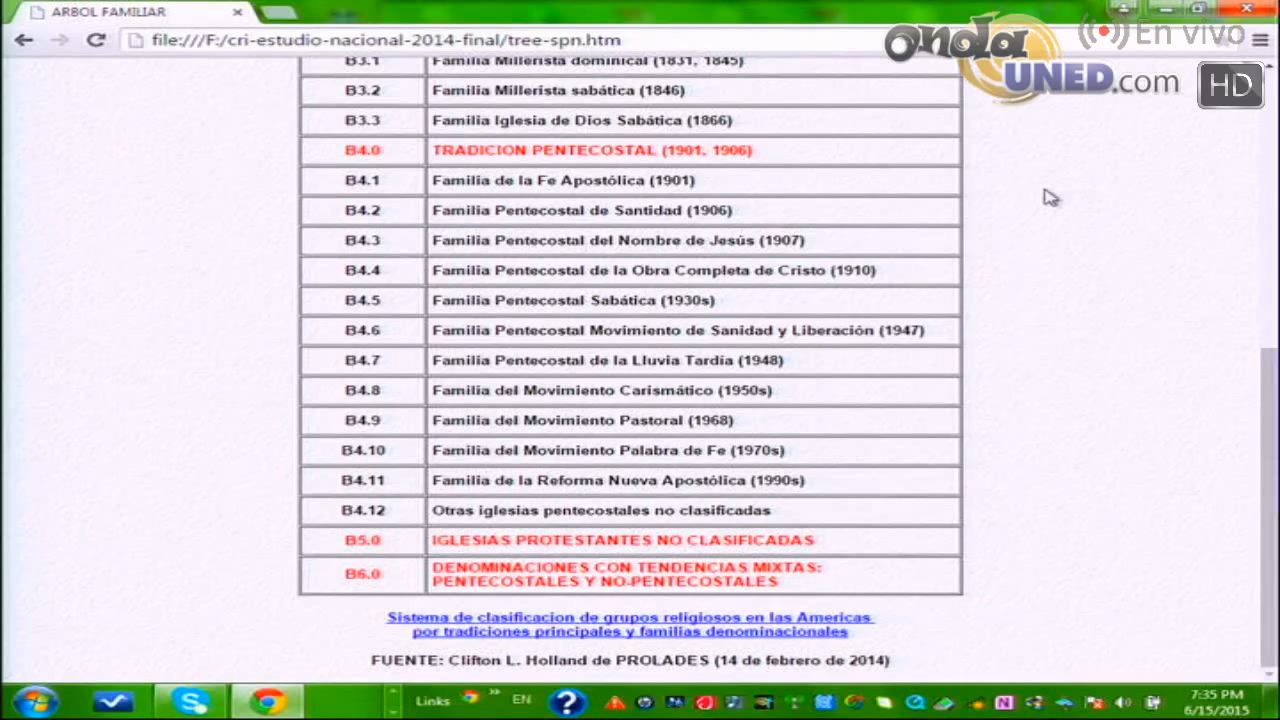 ARBOL FAMILIAR
file:///F:/cri-estudio-nacional-2014-final/tree-spn.htm
onda UNED.com
En vivo
HD
B3.1 Familia Millerista dominical (1831, 1845)
B3.2 Familia Millerista sabática (1846)
B3.3 Familia Iglesia de Dios Sabática (1866)
B4.0 TRADICION PENTECOSTAL (1901, 1906)
B4.1 Familia de la Fe Apostólica (1901)
B4.2 Familia Pentecostal de Santidad (1906)
B4.3 Familia Pentecostal del Nombre de Jesús (1907)
B4.4 Familia Pentecostal de la Obra Completa de Cristo (1910)
B4.5 Familia Pentecostal Sabática (1930s)
B4.6 Familia Pentecostal Movimiento de Sanidad y Liberación (1947)
B4.7 Familia Pentecostal de la Lluvia Tardía (1948)
B4.8 Familia del Movimiento Carismático (1950s)
B4.9 Familia del Movimiento Pastoral (1968)
B4.10 Familia del Movimiento Palabra de Fe (1970s)
B4.11 Familia de la Reforma Nueva Apostólica (1990s)
B4.12 Otras iglesias pentecostales no clasificadas
B5.0 IGLESIAS PROTESTANTES NO CLASIFICADAS
B6.0 DENOMINACIONES CON TENDENCIAS MIXTAS:
PENTECOSTALES Y NO-PENTECOSTALES
Sistema de clasificacion de grupos religiosos en las Americas
por tradiciones principales y familias denominacionales
FUENTE: Clifton L. Holland de PROLADES (14 de febrero de 2014)
Links
EN
7:35 PM
6/15/2015